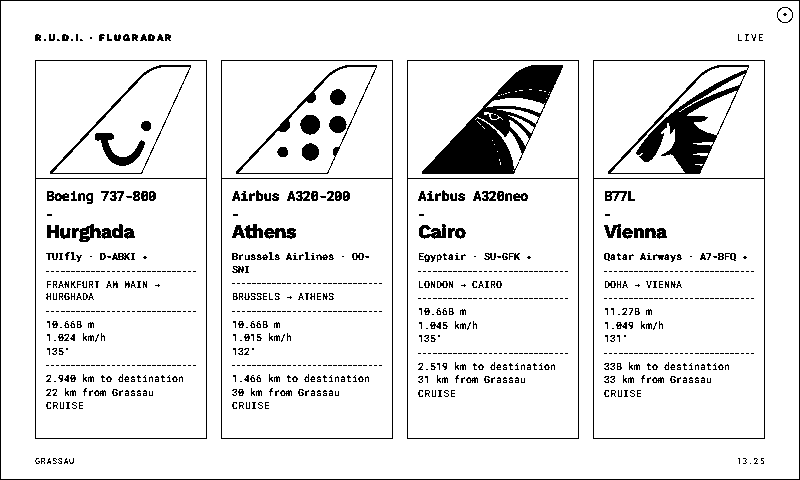 R.U.D.I. · FLUGRADAR
LIVE
Boeing 737-800
-
Hurghada
TUIfly · D-ABKI ✦
FRANKFURT AM MAIN →
HURGHADA
10.668 m
1.024 km/h
135°
2.940 km to destination
22 km from Grassau
CRUISE
Airbus A320-200
-
Athens
Brussels Airlines · OO-
SNI
BRUSSELS → ATHENS
10.668 m
1.015 km/h
132°
1.466 km to destination
30 km from Grassau
CRUISE
Airbus A320neo
-
Cairo
Egyptair · SU-GFK ✦
LONDON → CAIRO
10.668 m
1.045 km/h
135°
2.519 km to destination
31 km from Grassau
CRUISE
B77L
-
Vienna
Qatar Airways · A7-BFQ ✦
DOHA → VIENNA
11.278 m
1.049 km/h
131°
338 km to destination
33 km from Grassau
CRUISE
GRASSAU
13.25